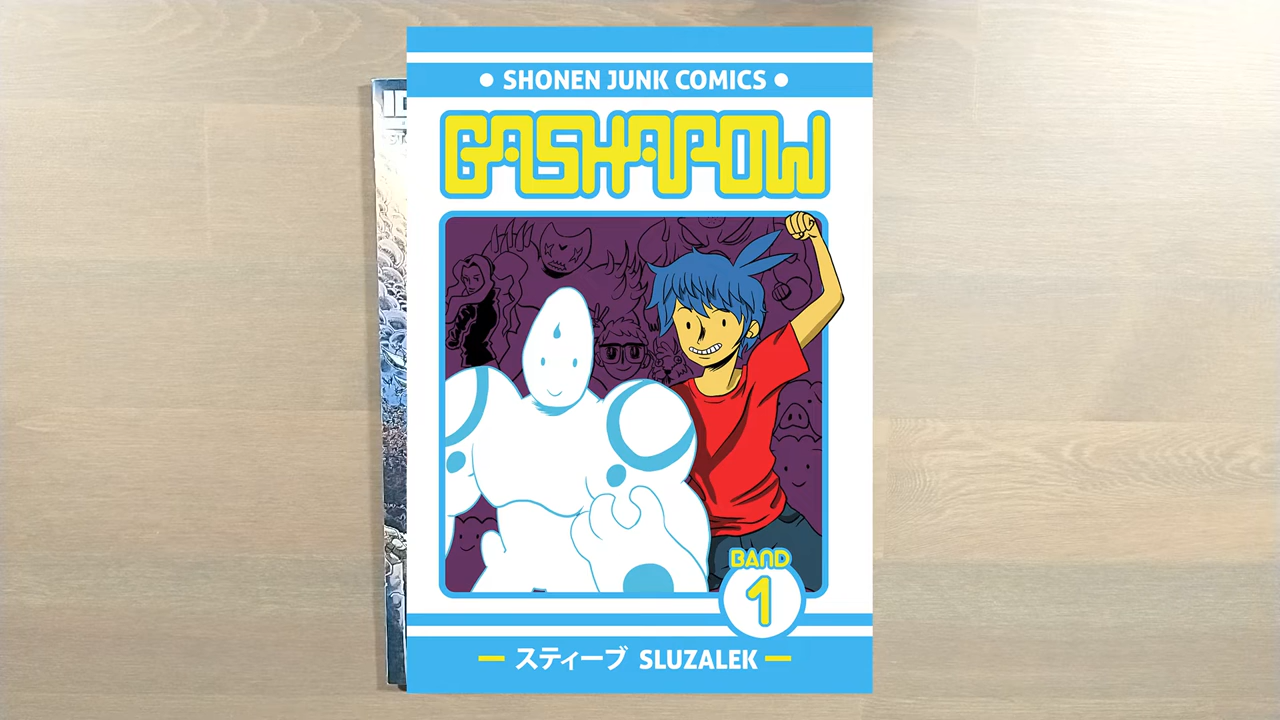 ● SHONEN JUNK COMICS ●
GASHAPOW
BAND
1
スティーブ SLUZALEK